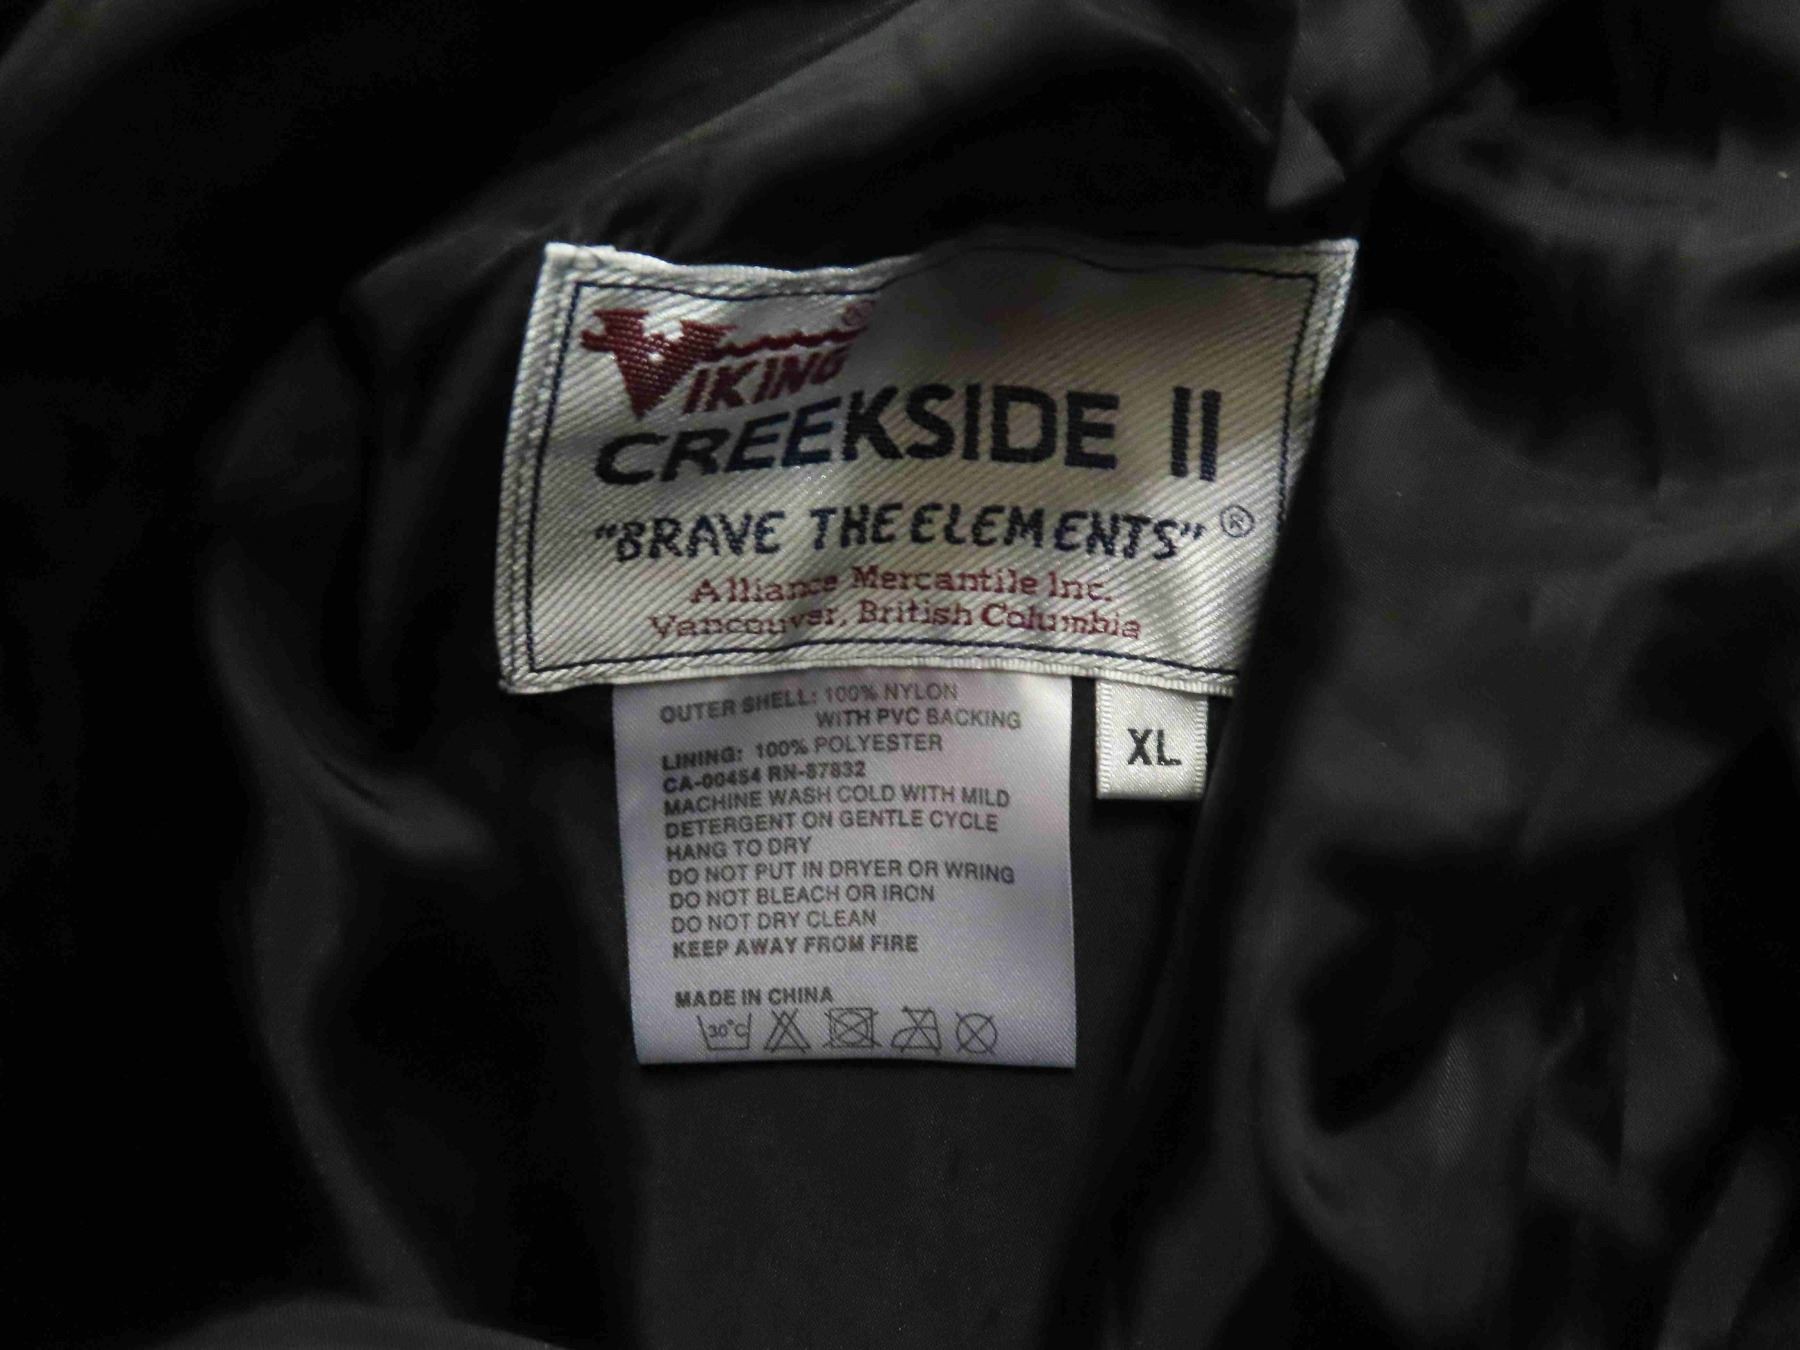 VIKING ®
CREEKSIDE II
"BRAVE THE ELEMENTS" ®
Alliance Mercantile Inc.
Vancouver, British Columbia
XL
OUTER SHELL: 100% NYLON
WITH PVC BACKING
LINING: 100% POLYESTER
CA-00454 RN-87832
MACHINE WASH COLD WITH MILD
DETERGENT ON GENTLE CYCLE
HANG TO DRY
DO NOT PUT IN DRYER OR WRING
DO NOT BLEACH OR IRON
DO NOT DRY CLEAN
KEEP AWAY FROM FIRE
MADE IN CHINA
30°C